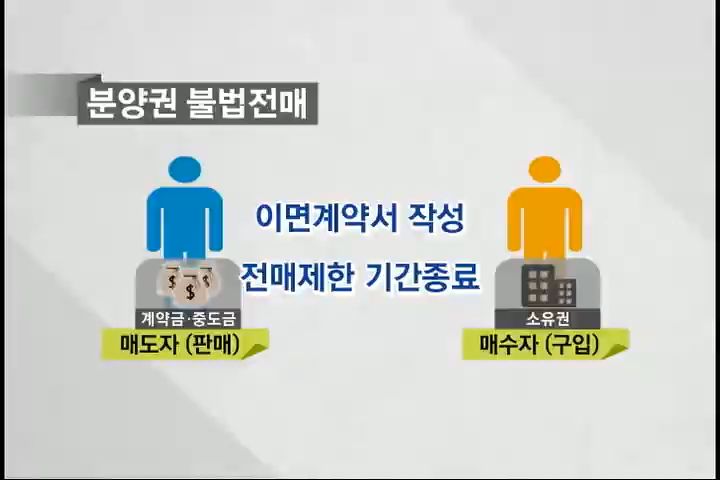 분양권 불법전매
이면계약서 작성
전매제한 기간종료
$ $ $
계약금·중도금
소유권
매도자 (판매)
매수자 (구입)